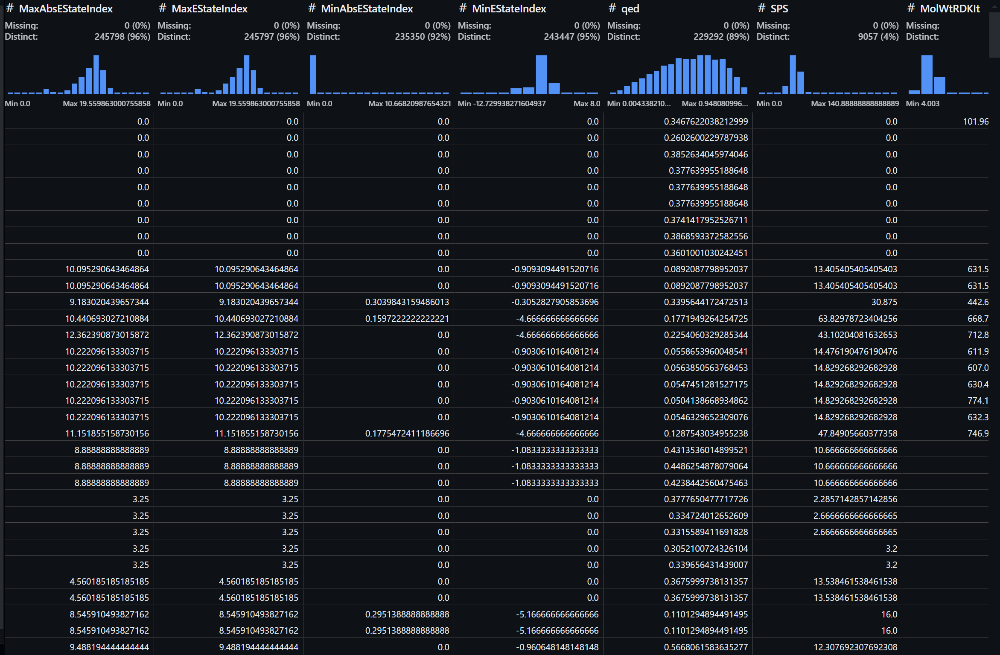 # MaxAbsEStateIndex # MaxEStateIndex # MinAbsEStateIndex # MinEStateIndex # qed # SPS # MolWtRDKIt
Missing: 0 (0%) Missing: 0 (0%) Missing: 0 (0%) Missing: 0 (0%) Missing: 0 (0%) Missing: 0 (0%) Missing:
Distinct: 245798 (96%) Distinct: 245797 (96%) Distinct: 235350 (92%) Distinct: 243447 (95%) Distinct: 229292 (89%) Distinct: 9057 (4%) Distinct:
Min 0.0 Max 19.559863000755858 Min 0.0 Max 19.559863000755858 Min 0.0 Max 10.66820987654321 Min -12.729938271604937 Max 8.0 Min 0.004338210... Max 0.948080996... Min 0.0 Max 140.88888888888889 Min 4.003
0.0 0.0 0.0 0.0 0.3467622038212999 0.0 101.96
0.0 0.0 0.0 0.0 0.2602600229787938 0.0
0.0 0.0 0.0 0.0 0.3852634045974046 0.0
0.0 0.0 0.0 0.0 0.377639955188648 0.0
0.0 0.0 0.0 0.0 0.377639955188648 0.0
0.0 0.0 0.0 0.0 0.377639955188648 0.0
0.0 0.0 0.0 0.0 0.3741417952526711 0.0
0.0 0.0 0.0 0.0 0.3868593372582556 0.0
0.0 0.0 0.0 0.0 0.3601001030242451 0.0
10.095290643464864 10.095290643464864 0.0 -0.9093094491520716 0.0892087798952037 13.405405405405403 631.5
10.095290643464864 10.095290643464864 0.0 -0.9093094491520716 0.0892087798952037 13.405405405405403 631.5
9.183020439657344 9.183020439657344 0.3039843159486013 -0.3052827905853696 0.3395644172472513 30.875 442.6
10.440693027210884 10.440693027210884 0.1597222222222221 -4.666666666666666 0.1771949264254725 63.82978723404256 668.7
12.362390873015872 12.362390873015872 0.0 -4.666666666666666 0.2254060329285344 43.10204081632653 712.8
10.222096133303715 10.222096133303715 0.0 -0.9030610164081214 0.0558653960048541 14.476190476190476 611.9
10.222096133303715 10.222096133303715 0.0 -0.9030610164081214 0.0563850563768453 14.829268292682928 607.0
10.222096133303715 10.222096133303715 0.0 -0.9030610164081214 0.0547451281527175 14.829268292682928 630.4
10.222096133303715 10.222096133303715 0.0 -0.9030610164081214 0.0504138668934862 14.829268292682928 774.1
10.222096133303715 10.222096133303715 0.0 -0.9030610164081214 0.0546329652309076 14.829268292682928 632.3
11.151855158730156 11.151855158730156 0.1775472411186696 -4.666666666666666 0.1287543034955238 47.84905660377358 746.9
8.88888888888889 8.88888888888889 0.0 -1.0833333333333333 0.4313536014899521 10.666666666666666
8.88888888888889 8.88888888888889 0.0 -1.0833333333333333 0.4486254878079064 10.666666666666666
8.88888888888889 8.88888888888889 0.0 -1.0833333333333333 0.4238442560475463 10.666666666666666
3.25 3.25 0.0 0.0 0.3777650477717726 2.2857142857142856
3.25 3.25 0.0 0.0 0.334724012652609 2.6666666666666665
3.25 3.25 0.0 0.0 0.3315589411691828 2.6666666666666665
3.25 3.25 0.0 0.0 0.3052100724326104 3.2
3.25 3.25 0.0 0.0 0.339656431439007 3.2
4.560185185185185 4.560185185185185 0.0 0.0 0.3675999738131357 13.538461538461538
4.560185185185185 4.560185185185185 0.0 0.0 0.3675999738131357 13.538461538461538
8.545910493827162 8.545910493827162 0.2951388888888888 -5.166666666666666 0.1101294894491495 16.0
8.545910493827162 8.545910493827162 0.2951388888888888 -5.166666666666666 0.1101294894491495 16.0
9.488194444444444 9.488194444444444 0.0 -0.960648148148148 0.5668061583635277 12.307692307692308